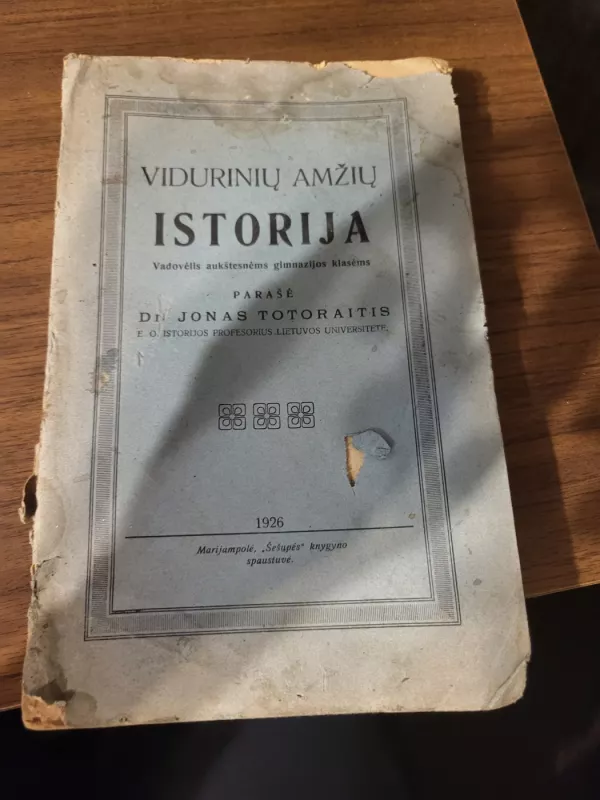 VIDURINIŲ AMŽIŲ
ISTORIJA
Vadovėlis aukštesnėms gimnazijos klasėms
PARAŠĖ
Dr. JONAS TOTORAITIS
E. O. ISTORIJOS PROFESORIUS LIETUVOS UNIVERSITETE.
1926
Marijampolė, „Šešupės" knygyno
spaustuvė.